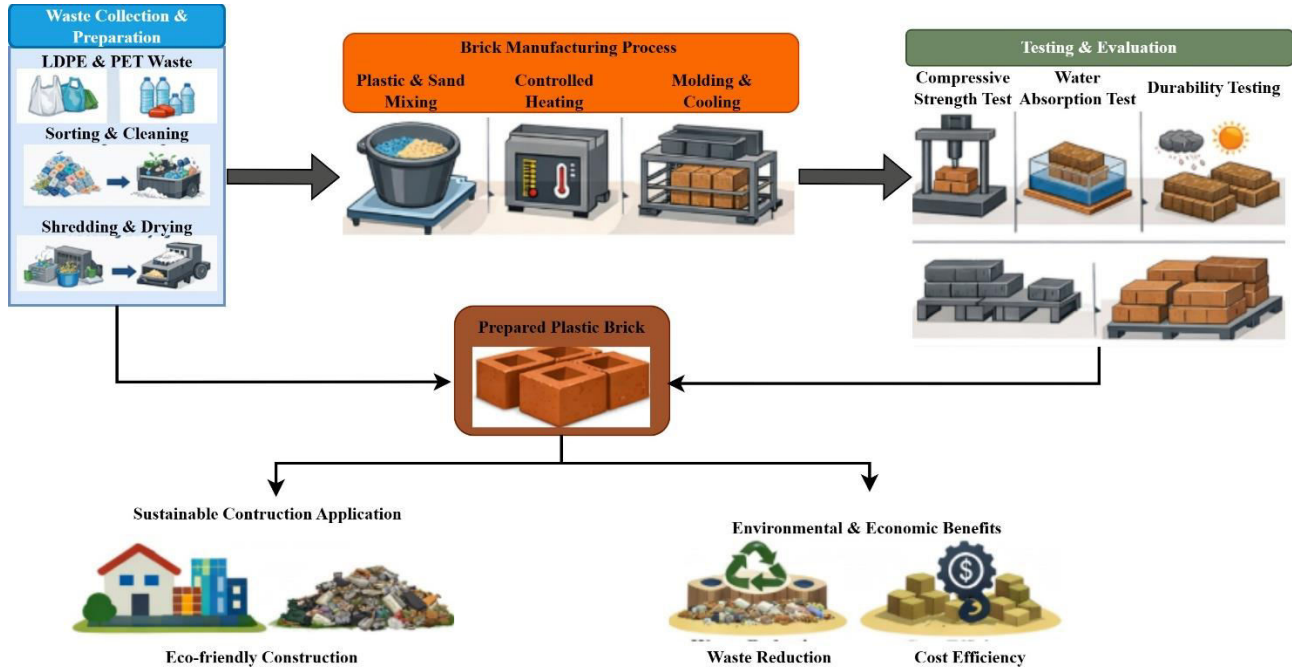 Waste Collection &
Preparation
LDPE & PET Waste
Sorting & Cleaning
Shredding & Drying
Brick Manufacturing Process
Plastic & Sand
Mixing
Controlled
Heating
Molding &
Cooling
Testing & Evaluation
Compressive
Strength Test
Water
Absorption Test
Durability Testing
Prepared Plastic Brick
Sustainable Contruction Application
Eco-friendly Construction
Environmental & Economic Benefits
$
Waste Reduction
Cost Efficiency